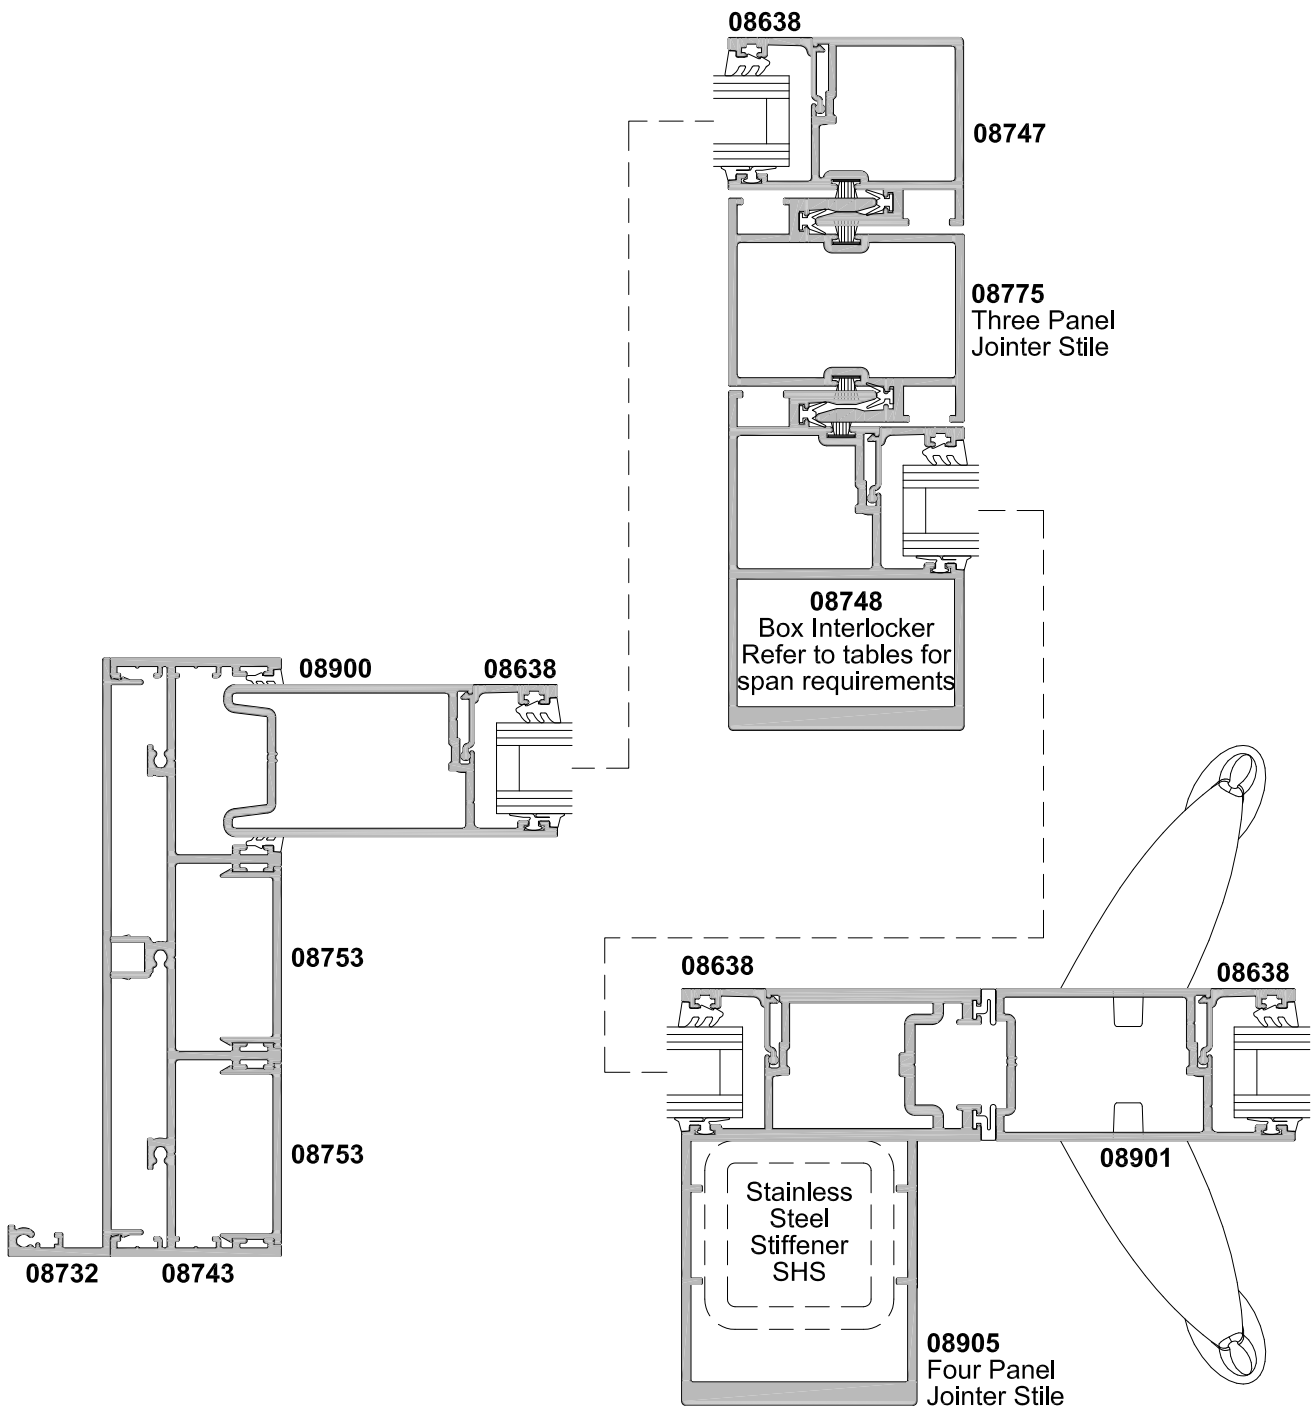 08638
08747
08775
Three Panel
Jointer Stile
08748
Box Interlocker
Refer to tables for
span requirements
08900
08638
08753
08753
08732
08743
08638
08638
08901
Stainless
Steel
Stiffener
SHS
08905
Four Panel
Jointer Stile